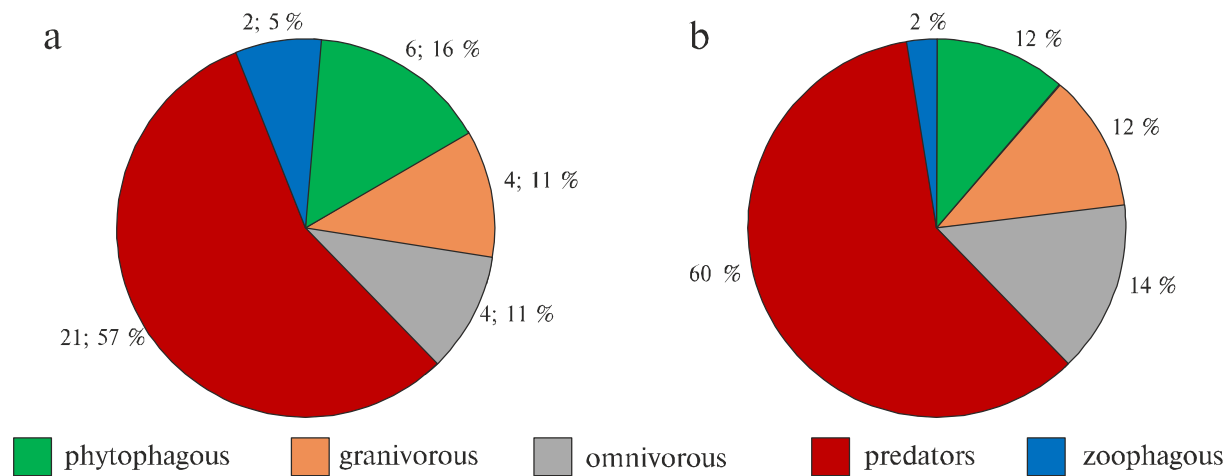 a
2; 5 %
6; 16 %
4; 11 %
4; 11 %
21; 57 %
b
2 %
12 %
12 %
14 %
60 %
phytophagous granivorous omnivorous predators zoophagous